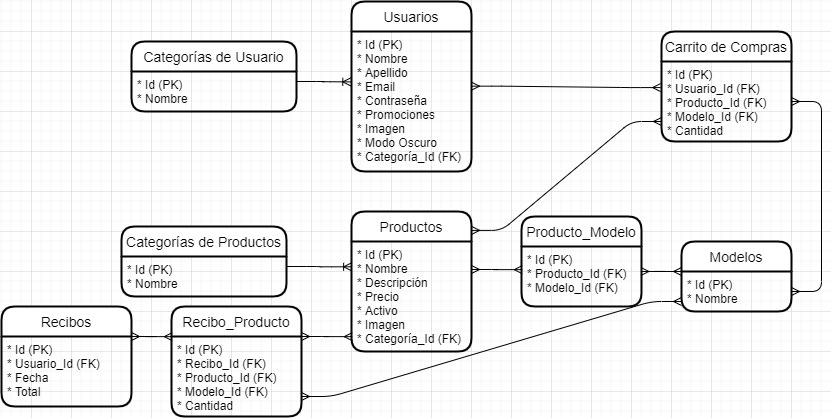 Usuarios
* Id (PK)
* Nombre
* Apellido
* Email
* Contraseña
* Promociones
* Imagen
* Modo Oscuro
* Categoría_Id (FK)
Categorías de Usuario
* Id (PK)
* Nombre
Carrito de Compras
* Id (PK)
* Usuario_Id (FK)
* Producto_Id (FK)
* Modelo_Id (FK)
* Cantidad
Categorías de Productos
* Id (PK)
* Nombre
Productos
* Id (PK)
* Nombre
* Descripción
* Precio
* Activo
* Imagen
* Categoría_Id (FK)
Producto_Modelo
* Id (PK)
* Producto_Id (FK)
* Modelo_Id (FK)
Modelos
* Id (PK)
* Nombre
Recibos
* Id (PK)
* Usuario_Id (FK)
* Fecha
* Total
Recibo_Producto
* Id (PK)
* Recibo_Id (FK)
* Producto_Id (FK)
* Modelo_Id (FK)
* Cantidad